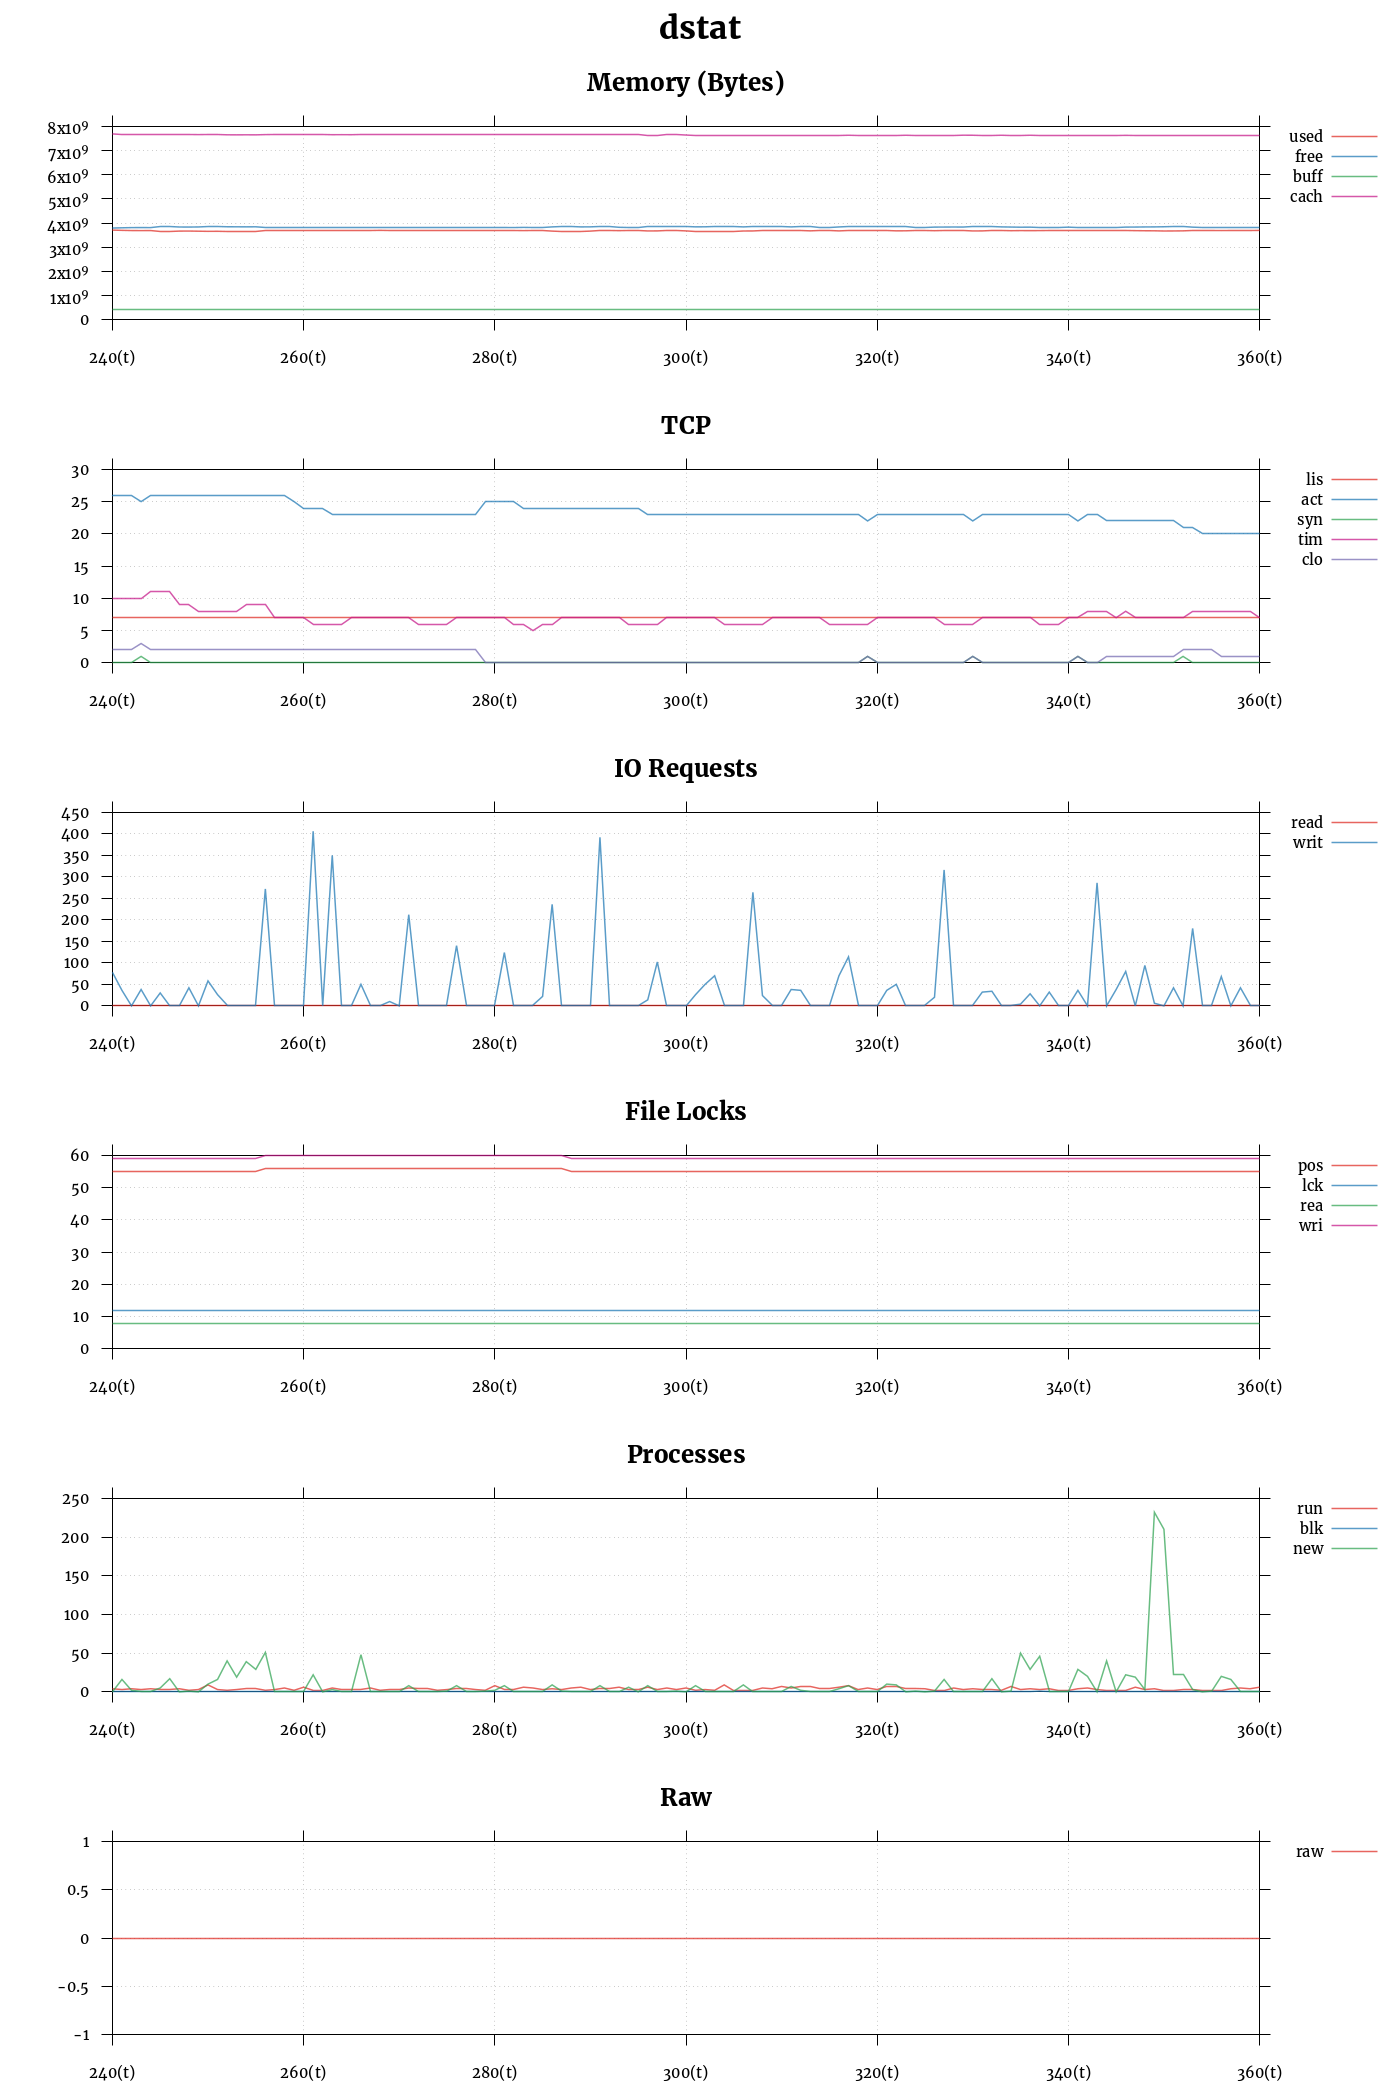 dstat
Memory (Bytes)
8x10⁹
7x10⁹
6x10⁹
5x10⁹
4x10⁹
3x10⁹
2x10⁹
1x10⁹
0
240(t) 260(t) 280(t) 300(t) 320(t) 340(t) 360(t)
used
free
buff
cach
TCP
30
25
20
15
10
5
0
240(t) 260(t) 280(t) 300(t) 320(t) 340(t) 360(t)
lis
act
syn
tim
clo
IO Requests
450
400
350
300
250
200
150
100
50
0
240(t) 260(t) 280(t) 300(t) 320(t) 340(t) 360(t)
read
writ
File Locks
60
50
40
30
20
10
0
240(t) 260(t) 280(t) 300(t) 320(t) 340(t) 360(t)
pos
lck
rea
wri
Processes
250
200
150
100
50
0
240(t) 260(t) 280(t) 300(t) 320(t) 340(t) 360(t)
run
blk
new
Raw
1
0.5
0
-0.5
-1
240(t) 260(t) 280(t) 300(t) 320(t) 340(t) 360(t)
raw